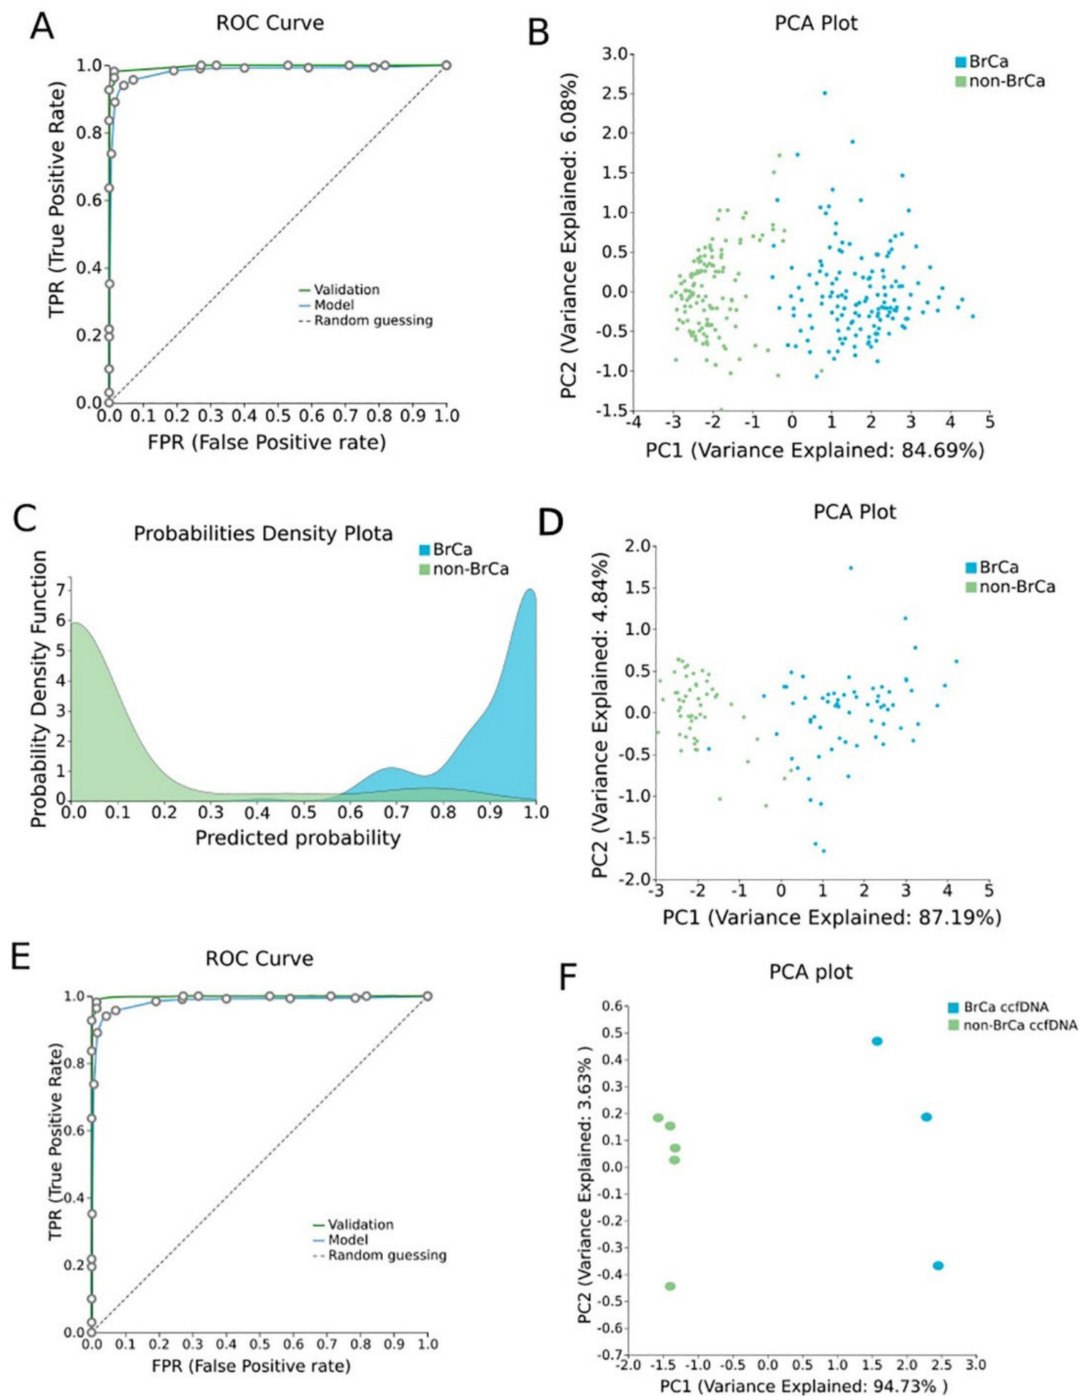 A
ROC Curve
TPR (True Positive Rate)
1.0
0.8
0.6
0.4
0.2
0.0
0.0 0.1 0.2 0.3 0.4 0.5 0.6 0.7 0.8 0.9 1.0
FPR (False Positive rate)
Validation
Model
Random guessing
B
PCA Plot
BrCa
non-BrCa
PC2 (Variance Explained: 6.08%)
3.0
2.5
2.0
1.5
1.0
0.5
0.0
-0.5
-1.0
-1.5
-4 -3 -2 -1 0 1 2 3 4 5
PC1 (Variance Explained: 84.69%)
C
Probabilities Density Plota
BrCa
non-BrCa
Probability Density Function
7
6
5
4
3
2
1
0
0.0 0.1 0.2 0.3 0.4 0.5 0.6 0.7 0.8 0.9 1.0
Predicted probability
D
PCA Plot
BrCa
non-BrCa
PC2 (Variance Explained: 4.84%)
2.0
1.5
1.0
0.5
0.0
-0.5
-1.0
-1.5
-2.0
-3 -2 -1 0 1 2 3 4 5
PC1 (Variance Explained: 87.19%)
E
ROC Curve
TPR (True Positive Rate)
1.0
0.8
0.6
0.4
0.2
0.0
0.0 0.1 0.2 0.3 0.4 0.5 0.6 0.7 0.8 0.9 1.0
FPR (False Positive rate)
Validation
Model
Random guessing
F
PCA plot
BrCa ccfDNA
non-BrCa ccfDNA
PC2 (Variance Explained: 3.63% )
0.6
0.5
0.4
0.3
0.2
0.1
0.0
-0.1
-0.2
-0.3
-0.4
-0.5
-0.6
-0.7
-2.0 -1.5 -1.0 -0.5 0.0 0.5 1.0 1.5 2.0 2.5 3.0
PC1 (Variance Explained: 94.73% )